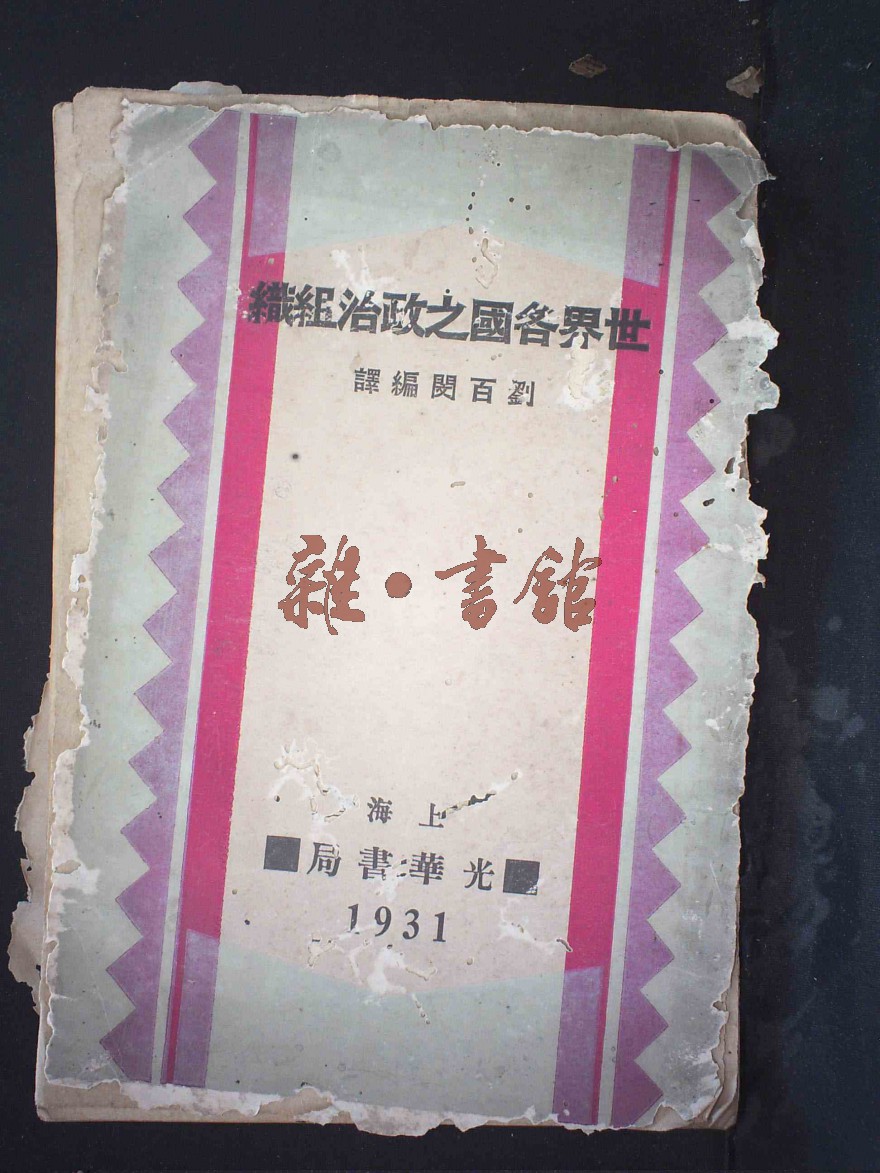 世界各國之政治組織
劉百閔編譯
雜·書館
上海
■光華書局■
1931